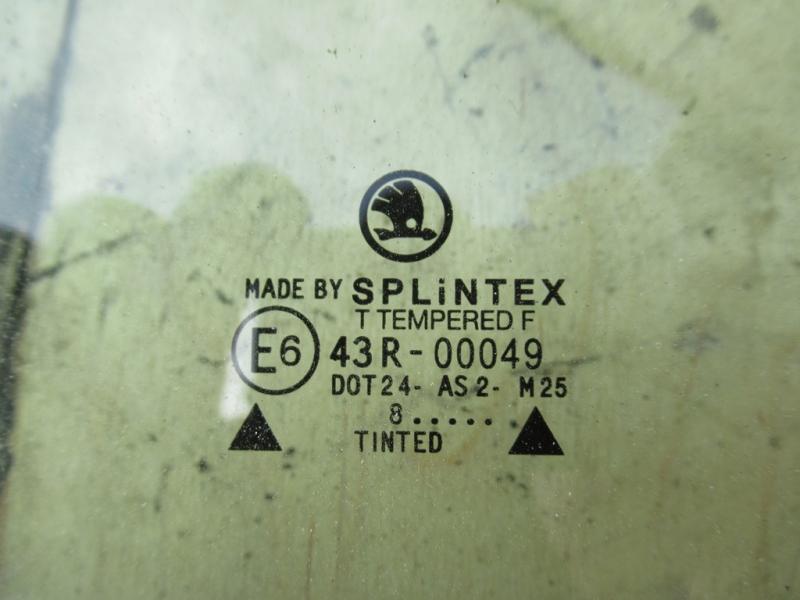 MADE BY SPLiNTEX
T TEMPERED F
E6 43R-00049
DOT24- AS2- M25
8.....
TINTED